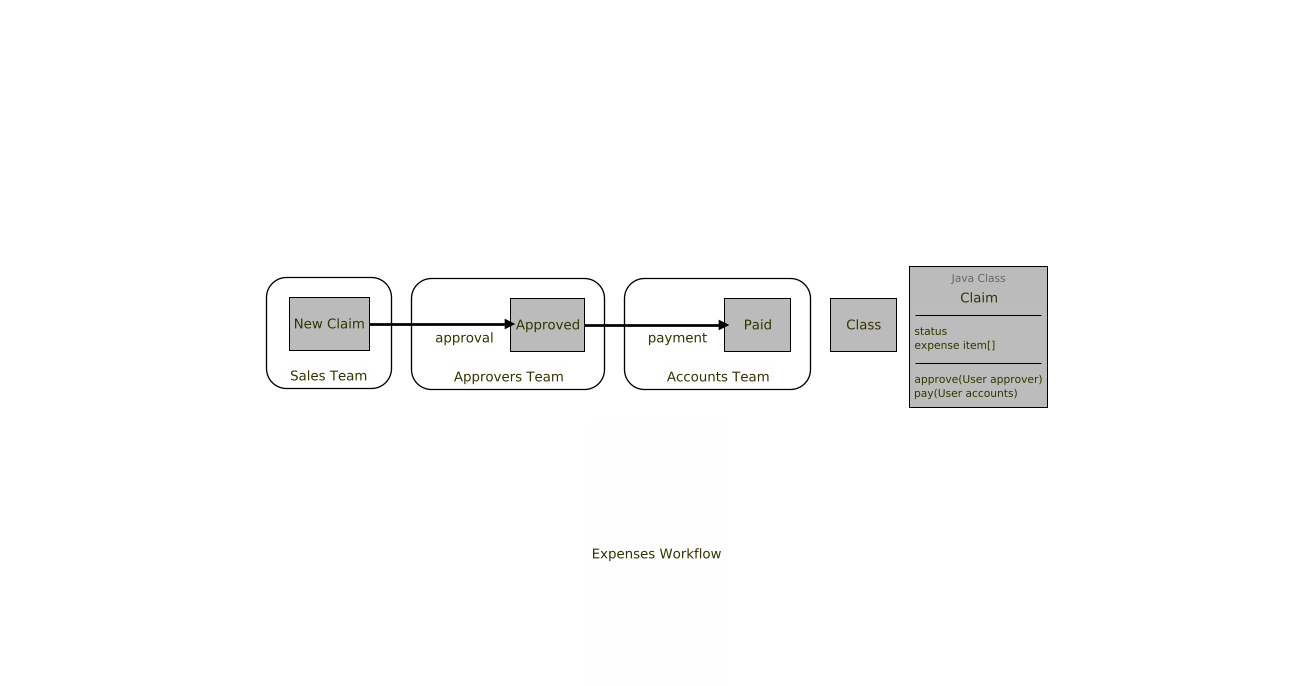 New Claim
Sales Team
approval
Approved
Approvers Team
payment
Paid
Accounts Team
Class
Java Class
Claim
status
expense item[]
approve(User approver)
pay(User accounts)
Expenses Workflow